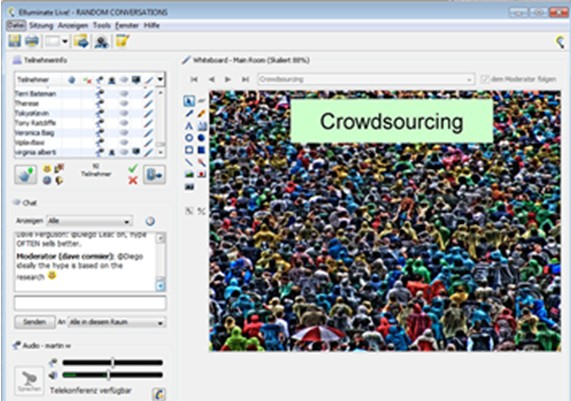 Elluminate Live! - RANDOM CONVERSATIONS
Datei Sitzung Anzeigen Tools Fenster Hilfe
Teilnehmerinfo
Teilnehmer
Terri Bateman
Therese
TokyoKevin
Tony Ratcliffe
Veronica Baig
VplavBaw
virginia alberti
92
Teilnehmer
Chat
Anzeigen Alle
Dave Ferguson: @Diego Leal: oh, hype
OFTEN sells better.
Moderator (dave cormier): @Diego
ideally the hype is based on the
research
Senden An Alle in diesem Raum
Audio - martin w
Sprechen
Telekonferenz verfügbar
Whiteboard - Main Room (Skaliert 88%)
Crowdsourcing
dem Moderator folgen
Crowdsourcing